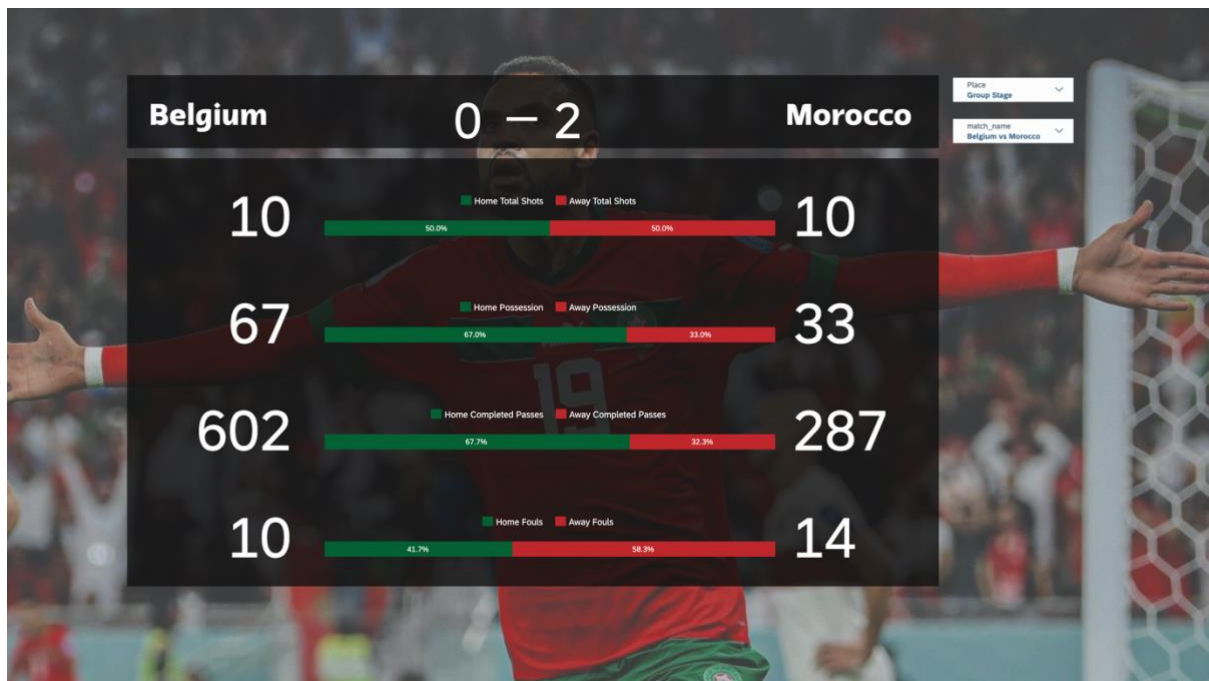 Belgium
0 – 2
Morocco
Place
Group Stage
match_name
Belgium vs Morocco
10
Home Total Shots Away Total Shots
50.0% 50.0%
10
67
Home Possession Away Possession
67.0% 33.0%
33
602
Home Completed Passes Away Completed Passes
67.7% 32.3%
287
10
Home Fouls Away Fouls
41.7% 58.3%
14
19